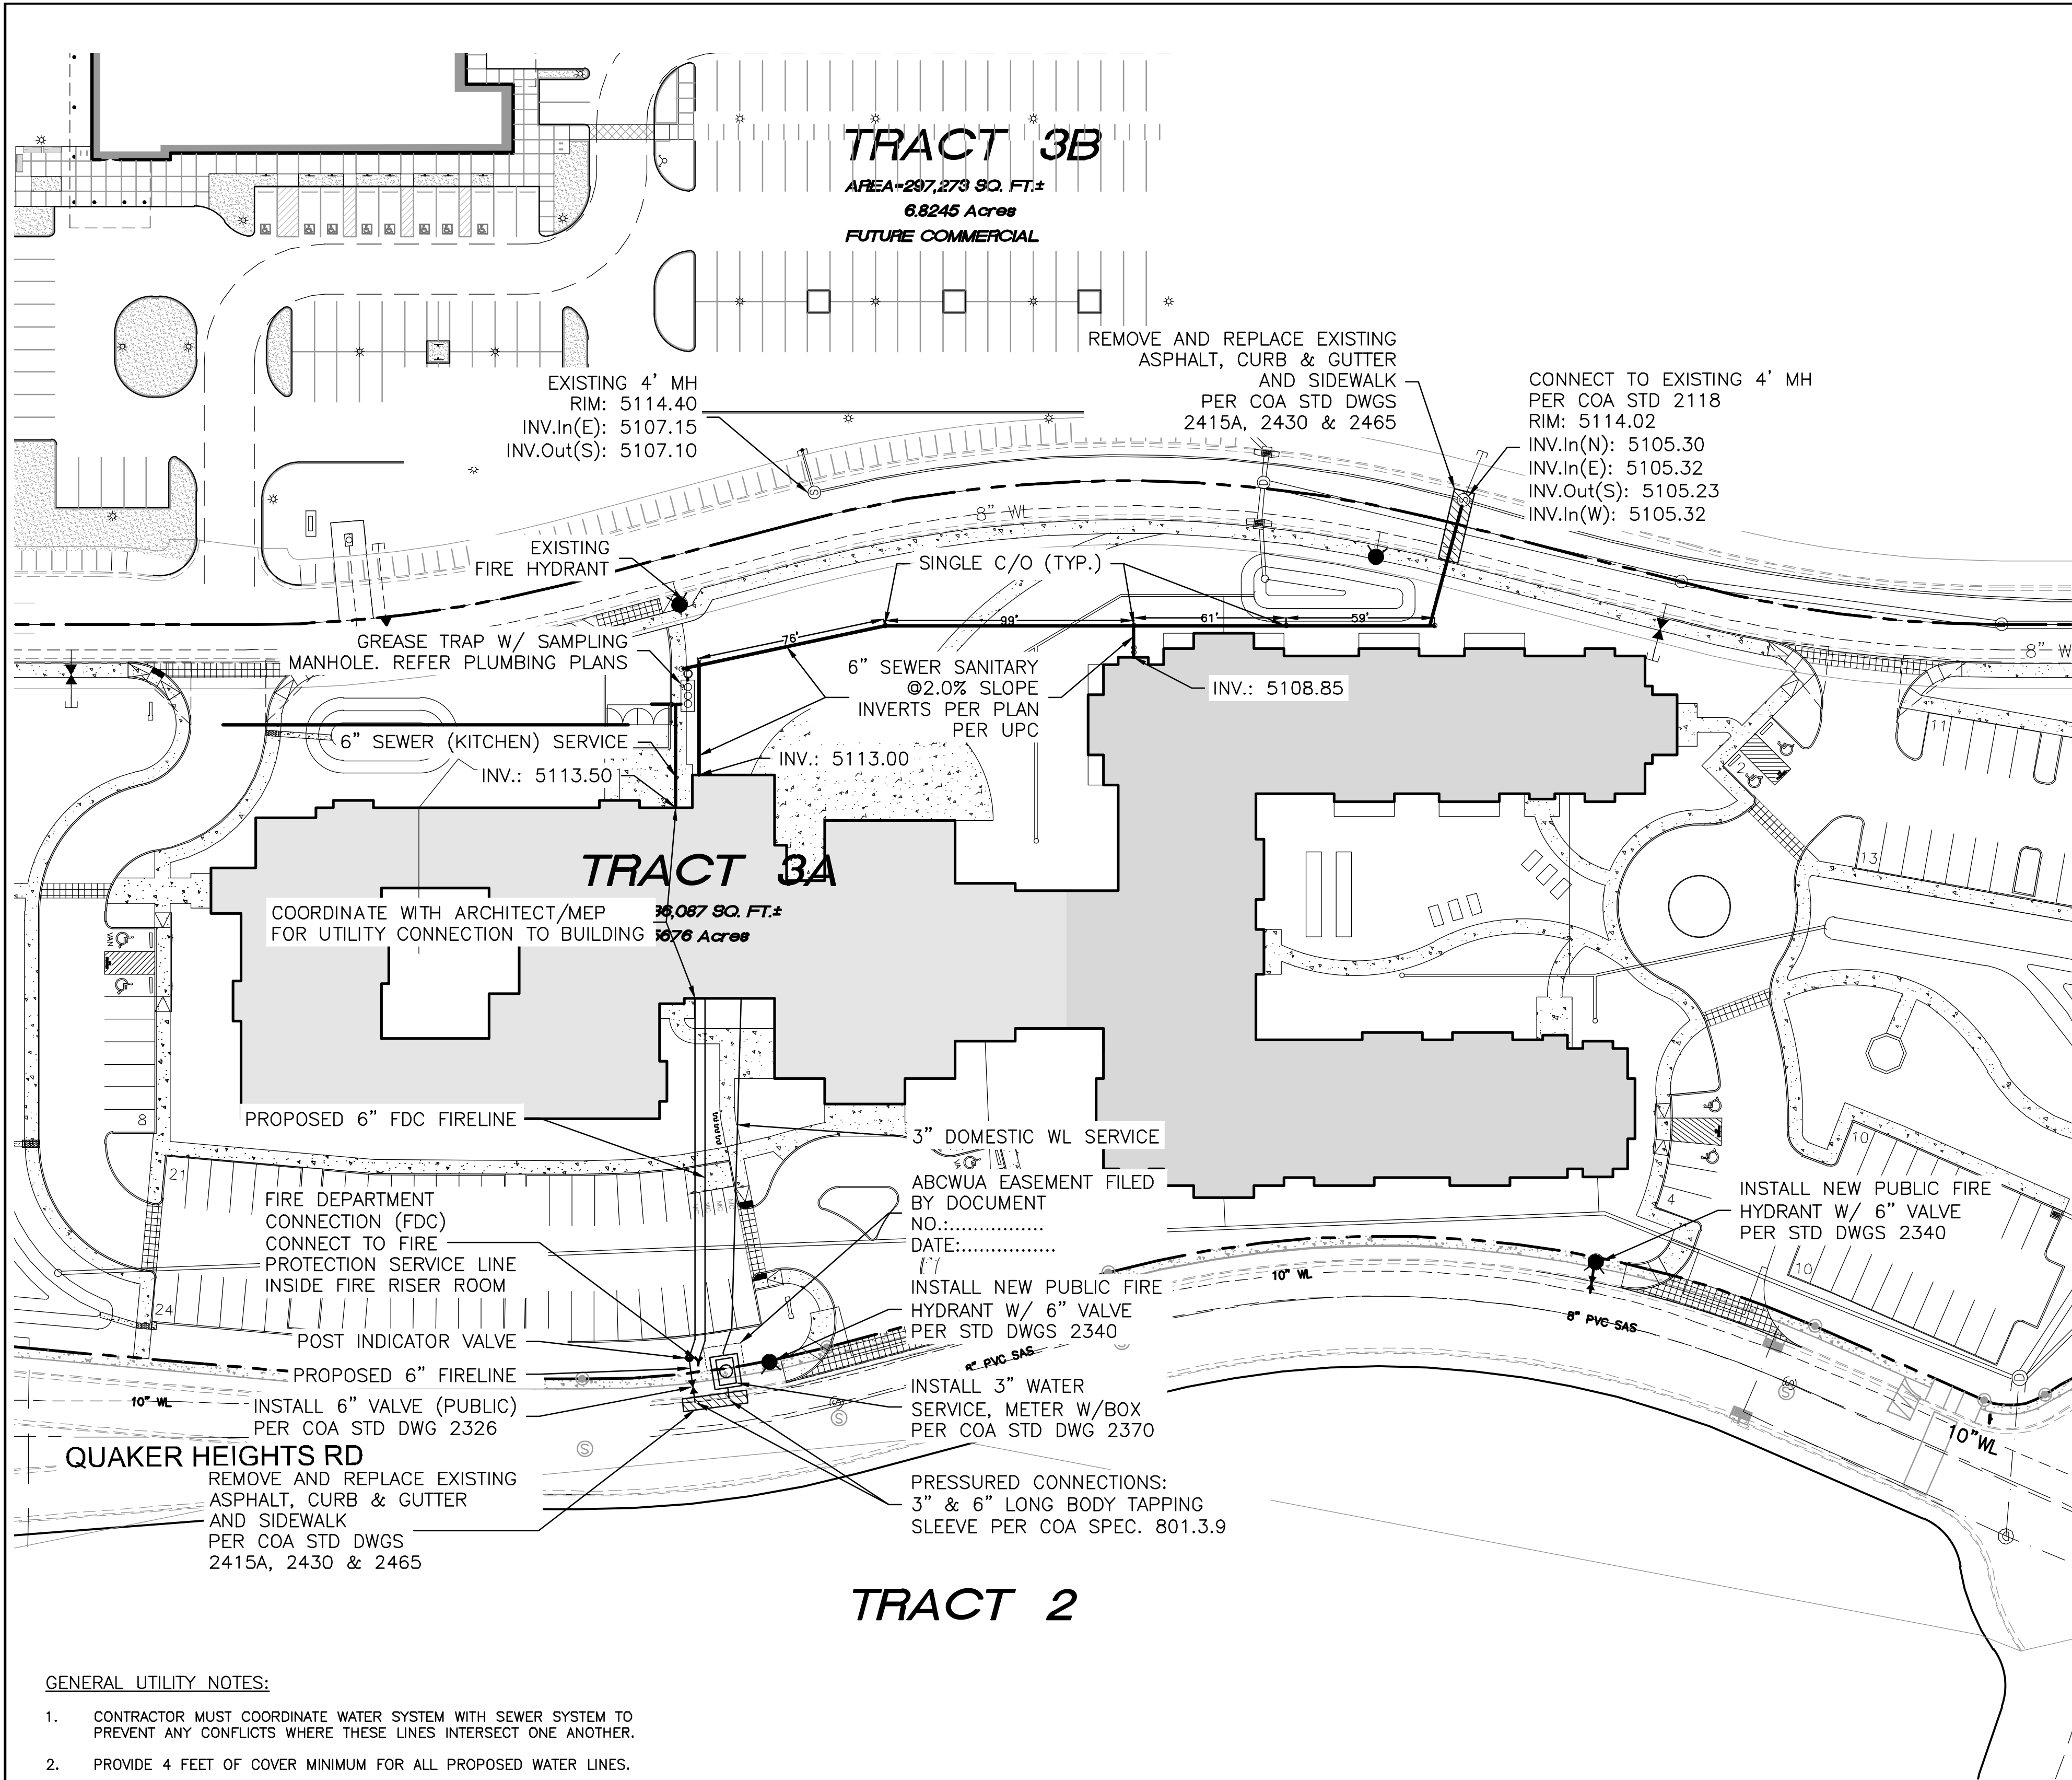 TRACT 3B
AREA=297,273 SQ. FT.±
6.8245 Acres
FUTURE COMMERCIAL
REMOVE AND REPLACE EXISTING
ASPHALT, CURB & GUTTER
AND SIDEWALK
PER COA STD DWGS
2415A, 2430 & 2465
EXISTING 4' MH
RIM: 5114.40
INV.In(E): 5107.15
INV.Out(S): 5107.10
CONNECT TO EXISTING 4' MH
PER COA STD 2118
RIM: 5114.02
INV.In(N): 5105.30
INV.In(E): 5105.32
INV.Out(S): 5105.23
INV.In(W): 5105.32
8" WL
EXISTING
FIRE HYDRANT
SINGLE C/O (TYP.)
76'
99'
61'
59'
GREASE TRAP W/ SAMPLING
MANHOLE. REFER PLUMBING PLANS
6" SEWER SANITARY
@2.0% SLOPE
INVERTS PER PLAN
PER UPC
INV.: 5108.85
8" W
6" SEWER (KITCHEN) SERVICE
INV.: 5113.50
INV.: 5113.00
11
2
13
TRACT 3A
36,087 SQ. FT.±
5676 Acres
COORDINATE WITH ARCHITECT/MEP
FOR UTILITY CONNECTION TO BUILDING
VAN
8
PROPOSED 6" FDC FIRELINE
3" DOMESTIC WL SERVICE
ABCWUA EASEMENT FILED
BY DOCUMENT
NO.:................
DATE:................
21
24
FIRE DEPARTMENT
CONNECTION (FDC)
CONNECT TO FIRE
PROTECTION SERVICE LINE
INSIDE FIRE RISER ROOM
4
10
10
INSTALL NEW PUBLIC FIRE
HYDRANT W/ 6" VALVE
PER STD DWGS 2340
10" WL
8" PVC SAS
INSTALL NEW PUBLIC FIRE
HYDRANT W/ 6" VALVE
PER STD DWGS 2340
POST INDICATOR VALVE
PROPOSED 6" FIRELINE
8" PVC SAS
10" WL
INSTALL 6" VALVE (PUBLIC)
PER COA STD DWG 2326
INSTALL 3" WATER
SERVICE, METER W/BOX
PER COA STD DWG 2370
10"WL
QUAKER HEIGHTS RD
REMOVE AND REPLACE EXISTING
ASPHALT, CURB & GUTTER
AND SIDEWALK
PER COA STD DWGS
2415A, 2430 & 2465
PRESSURED CONNECTIONS:
3" & 6" LONG BODY TAPPING
SLEEVE PER COA SPEC. 801.3.9
TRACT 2
GENERAL UTILITY NOTES:
1. CONTRACTOR MUST COORDINATE WATER SYSTEM WITH SEWER SYSTEM TO
PREVENT ANY CONFLICTS WHERE THESE LINES INTERSECT ONE ANOTHER.
2. PROVIDE 4 FEET OF COVER MINIMUM FOR ALL PROPOSED WATER LINES.